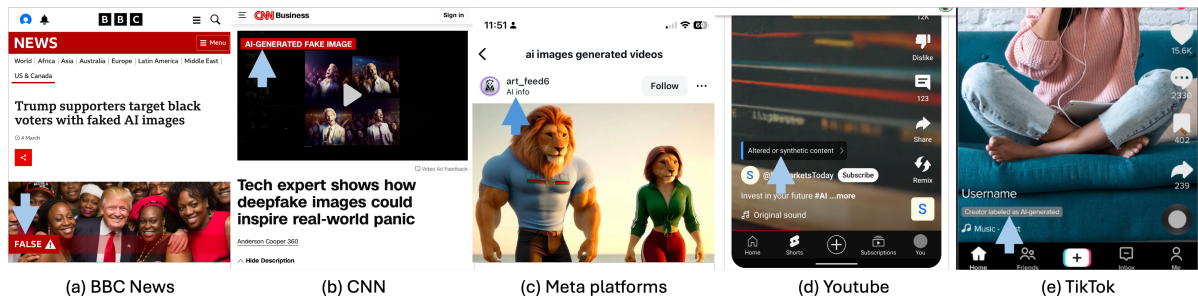 BBC
NEWS
Menu
World | Africa | Asia | Australia | Europe | Latin America | Middle East |
US & Canada
Trump supporters target black
voters with faked AI images
4 March
FALSE
(a) BBC News
CNN Business
Sign in
AI-GENERATED FAKE IMAGE
Video Ad Feedback
Tech expert shows how
deepfake images could
inspire real-world panic
Anderson Cooper 360
Hide Description
(b) CNN
11:51
ai images generated videos
art_feed6
AI info
Follow
(c) Meta platforms
12K
Dislike
123
Share
Remix
Altered or synthetic content
S
Subscribe
Invest in your future #AI ...more
Original sound
S
Home
Shorts
Subscriptions
You
(d) Youtube
15.6K
2330
402
239
Username
Creator labeled as AI-generated
Music -
Home
Friends
Inbox
Me
(e) TikTok